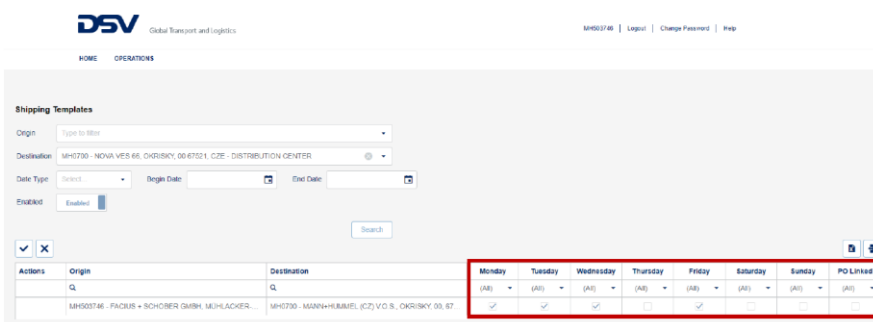 DSV Global Transport and Logistics
MH503746 | Logout | Change Password | Help
HOME OPERATIONS
Shipping Templates
Origin Type to filter
Destination MH0700 - NOVA VES 66, OKRISKY, 00 67521, CZE - DISTRIBUTION CENTER
Date Type Select... Begin Date End Date
Enabled Enabled
Search
Actions Origin Destination Monday Tuesday Wednesday Thursday Friday Saturday Sunday PO Linked
(All) (All) (All) (All) (All) (All) (All) (All)
MH503746 - FACIUS + SCHOBER GMBH, MÜHLACKER-... MH0700 - MANN+HUMMEL (CZ) V.O.S., OKRISKY, 00, 67...